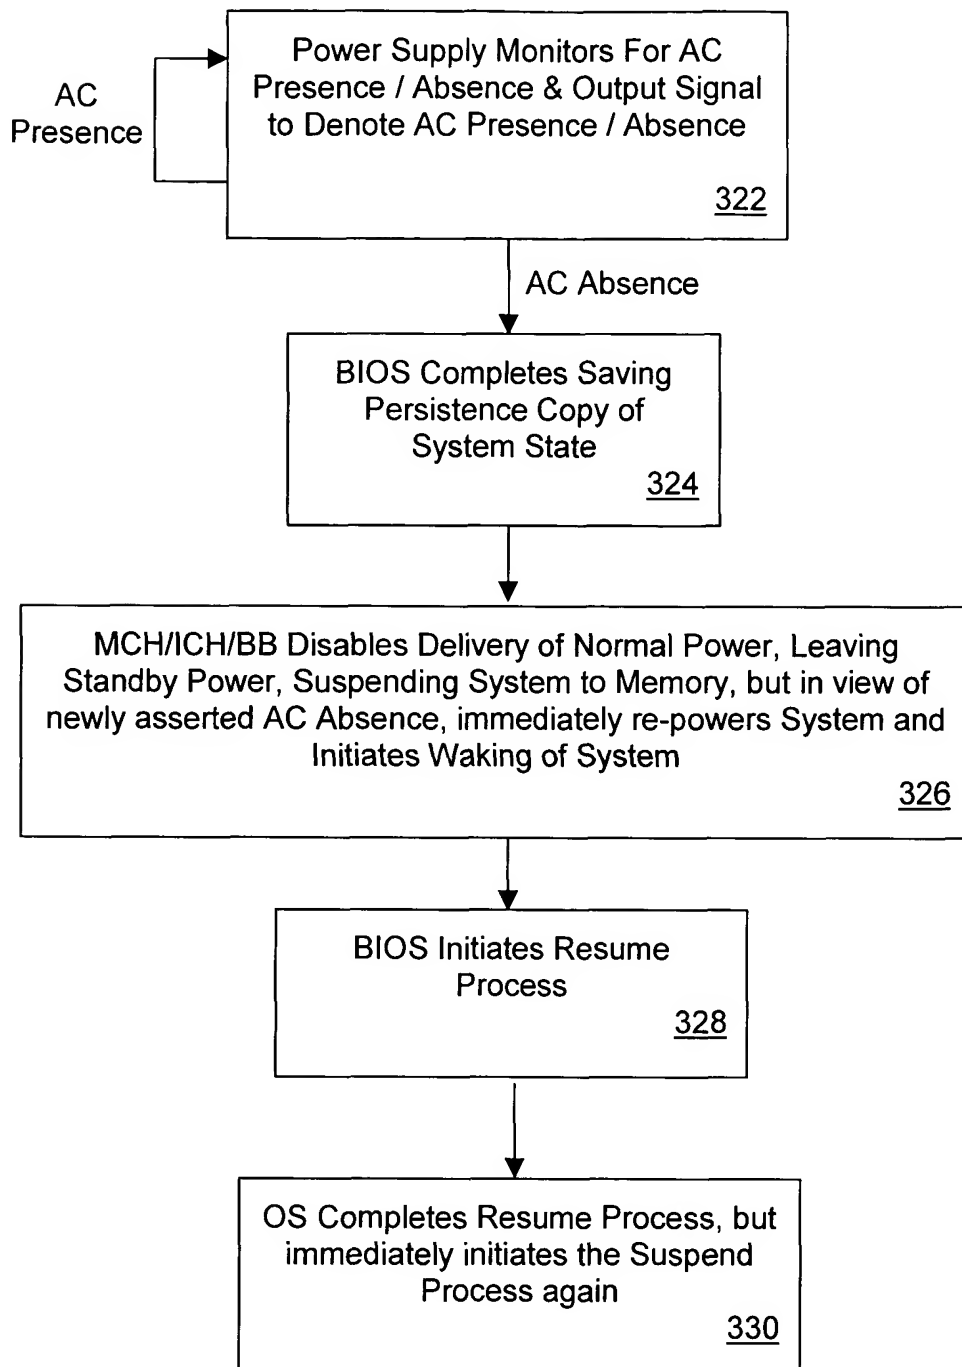 Power Supply Monitors For AC
Presence / Absence & Output Signal
to Denote AC Presence / Absence
322
AC
Presence
AC Absence
BIOS Completes Saving
Persistence Copy of
System State
324
MCH/ICH/BB Disables Delivery of Normal Power, Leaving
Standby Power, Suspending System to Memory, but in view of
newly asserted AC Absence, immediately re-powers System and
Initiates Waking of System
326
BIOS Initiates Resume
Process
328
OS Completes Resume Process, but
immediately initiates the Suspend
Process again
330